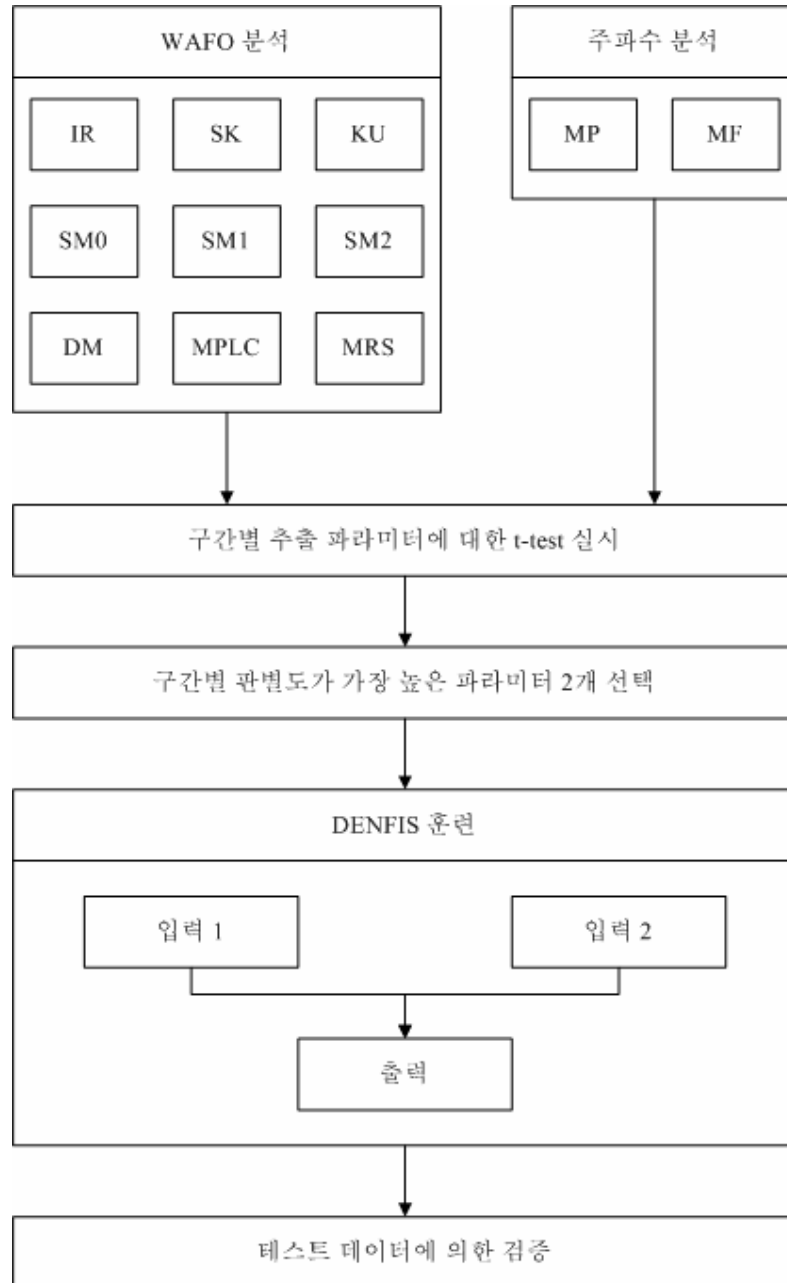 WAFO 분석
주파수 분석
IR SK KU
MP MF
SM0 SM1 SM2
DM MPLC MRS
구간별 추출 파라미터에 대한 t-test 실시
구간별 판별도가 가장 높은 파라미터 2개 선택
DENFIS 훈련
입력 1
입력 2
출력
테스트 데이터에 의한 검증